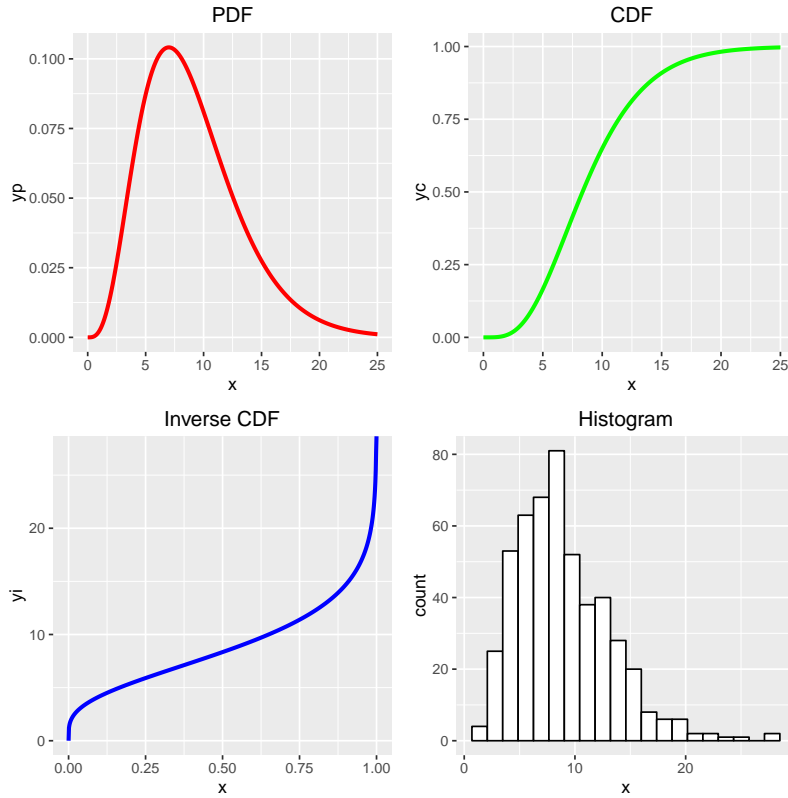 PDF
yp
0.100
0.075
0.050
0.025
0.000
0 5 10 15 20 25
x
CDF
yc
1.00
0.75
0.50
0.25
0.00
0 5 10 15 20 25
x
Inverse CDF
yi
20
10
0
0.00 0.25 0.50 0.75 1.00
x
Histogram
count
80
60
40
20
0
0 10 20
x